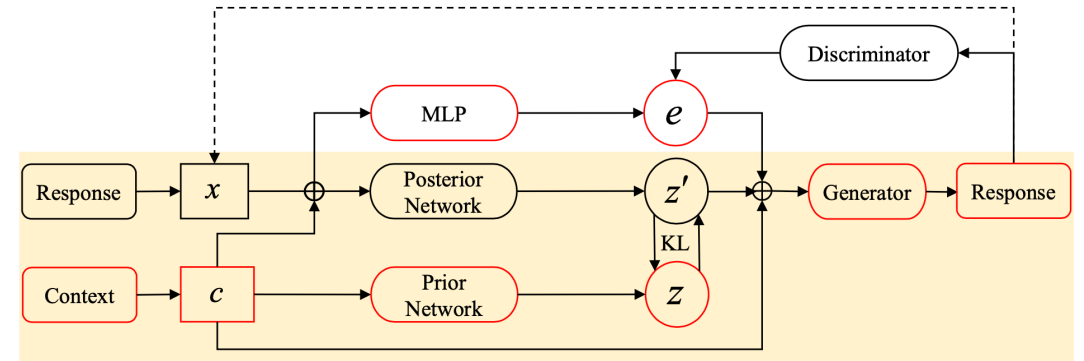 Discriminator
MLP
e
Response
x
Posterior
Network
z'
Generator
Response
KL
Context
c
Prior
Network
z